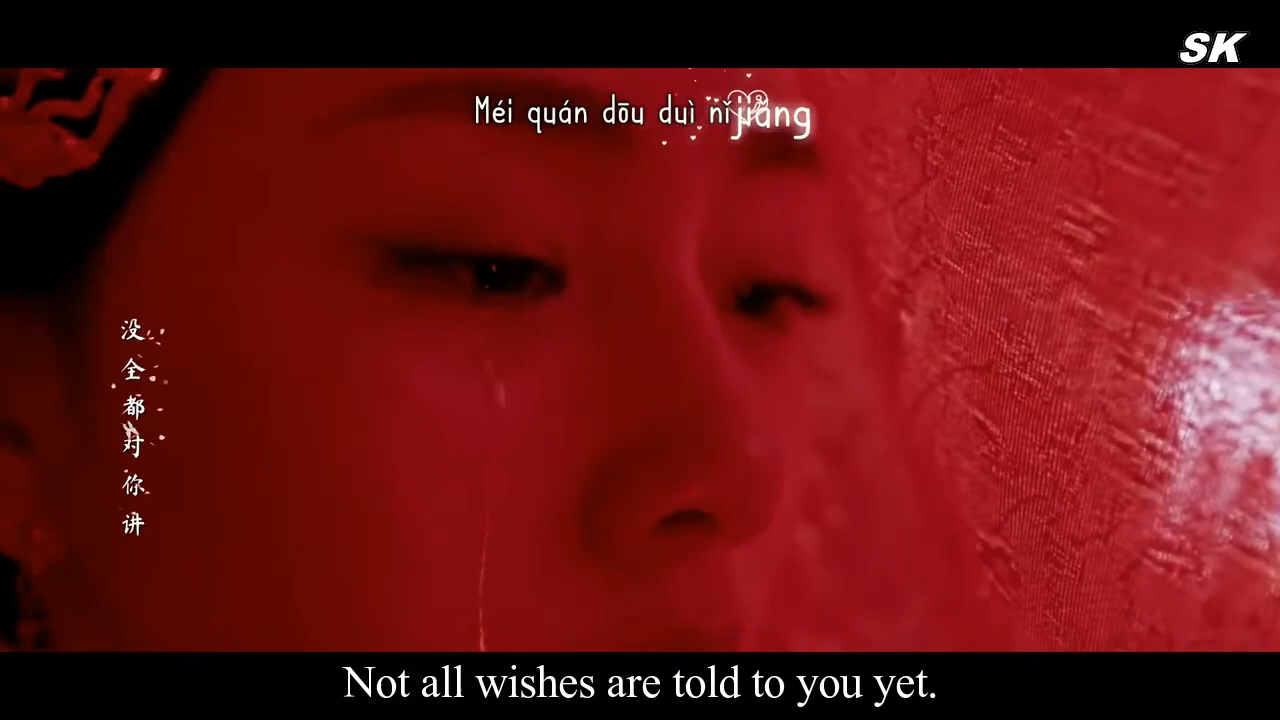 SK
Méi quán dōu duì nǐ jiǎng
没全都对你讲
Not all wishes are told to you yet.